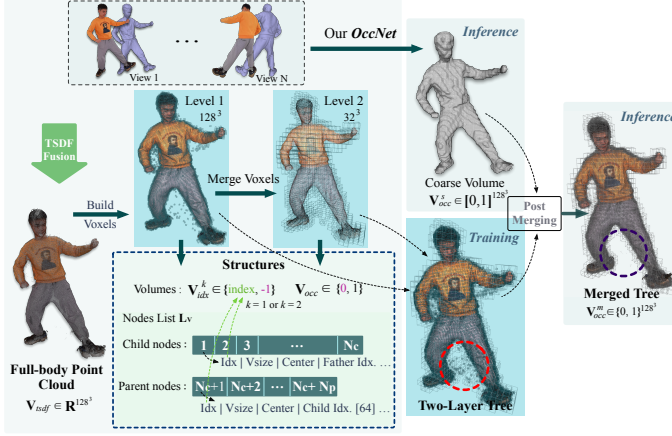 View 1
View N
Our OccNet
Inference
Level 1
128³
Level 2
32³
TSDF
Fusion
Build
Voxels
Merge Voxels
Coarse Volume
V^s_occ ∈ [0,1]^128³
Inference
Post
Merging
Training
Structures
Volumes : V^k_idx ∈ {index, -1} V_occ ∈ {0, 1}
k = 1 or k = 2
Nodes List Lv
Child nodes : 1 2 3 ... Nc
Idx | Vsize | Center | Father Idx. ...
Parent nodes : Nc+1 Nc+2 ... Nc+ Np
Idx | Vsize | Center | Child Idx. [64] ...
Full-body Point
Cloud
V_tsdf ∈ R^128³
Two-Layer Tree
Merged Tree
V^m_occ ∈ {0, 1}^128³